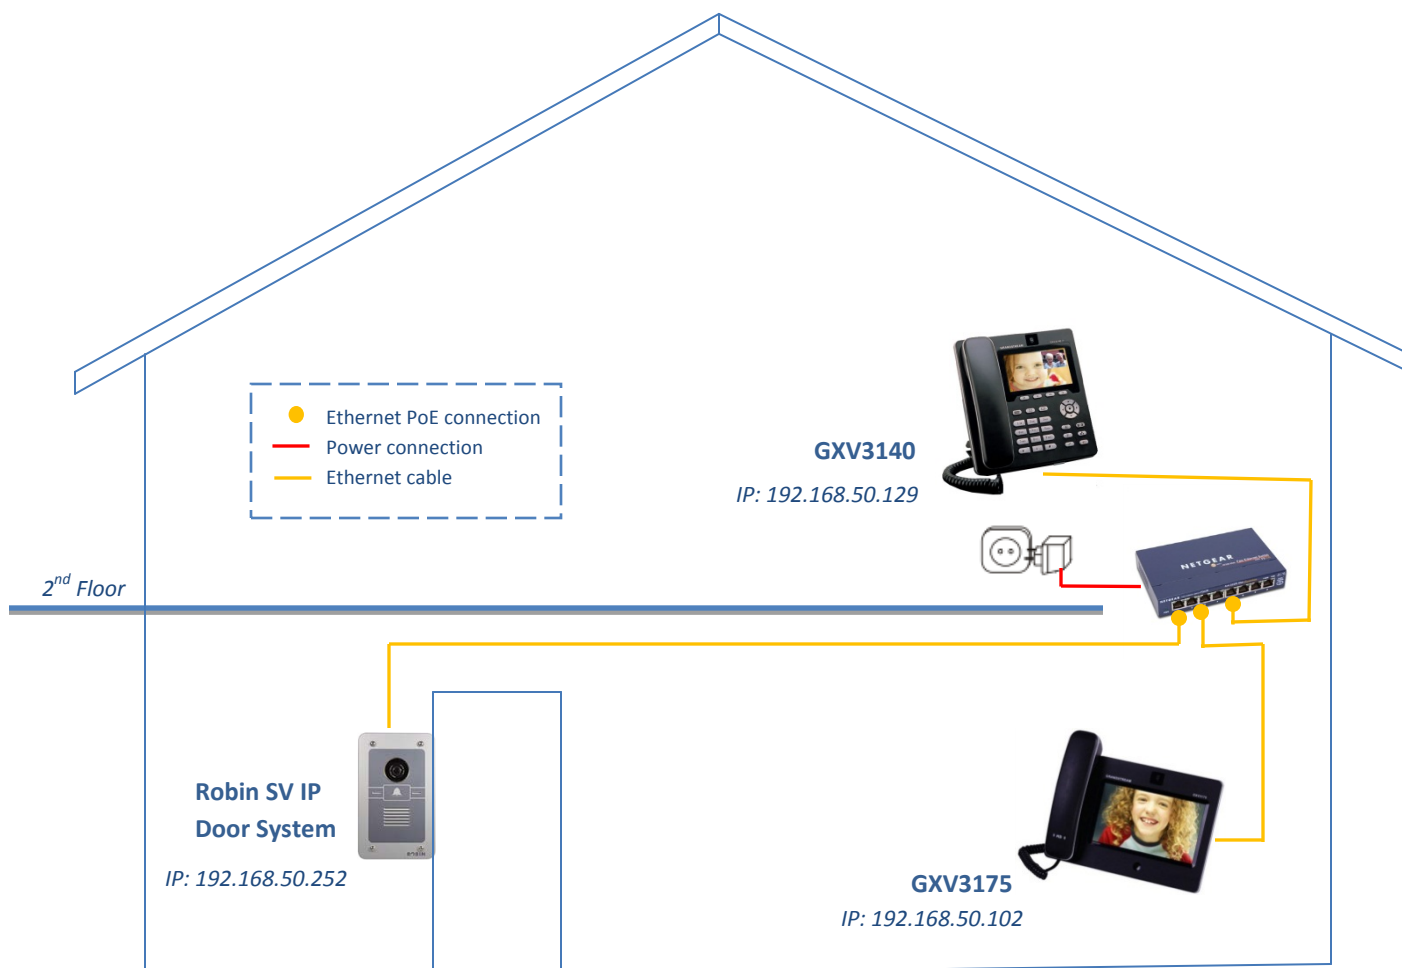 Ethernet PoE connection
Power connection
Ethernet cable
GXV3140
IP: 192.168.50.129
NETGEAR
2nd Floor
Robin SV IP
Door System
IP: 192.168.50.252
GXV3175
IP: 192.168.50.102